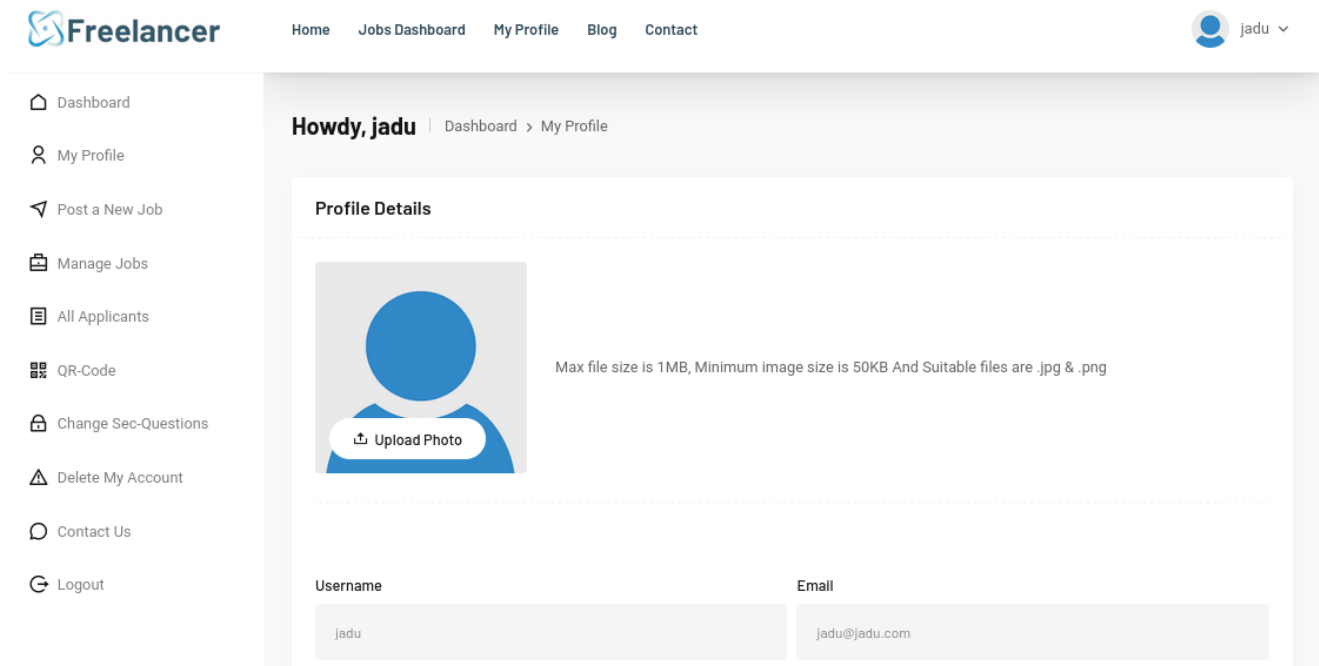 Freelancer
Home Jobs Dashboard My Profile Blog Contact
jadu
Dashboard
My Profile
Post a New Job
Manage Jobs
All Applicants
QR-Code
Change Sec-Questions
Delete My Account
Contact Us
Logout
Howdy, jadu Dashboard > My Profile
Profile Details
Upload Photo
Max file size is 1MB, Minimum image size is 50KB And Suitable files are .jpg & .png
Username
jadu
Email
jadu@jadu.com